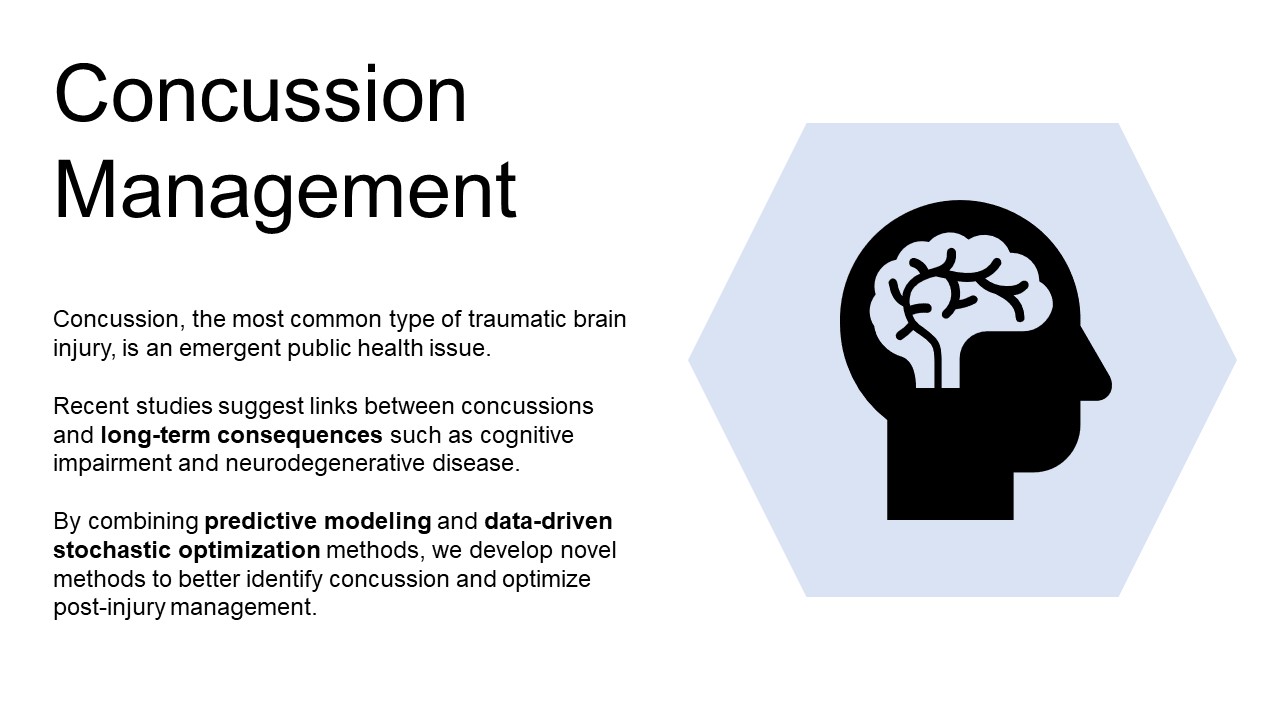 Concussion
Management
Concussion, the most common type of traumatic brain
injury, is an emergent public health issue.
Recent studies suggest links between concussions
and long-term consequences such as cognitive
impairment and neurodegenerative disease.
By combining predictive modeling and data-driven
stochastic optimization methods, we develop novel
methods to better identify concussion and optimize
post-injury management.